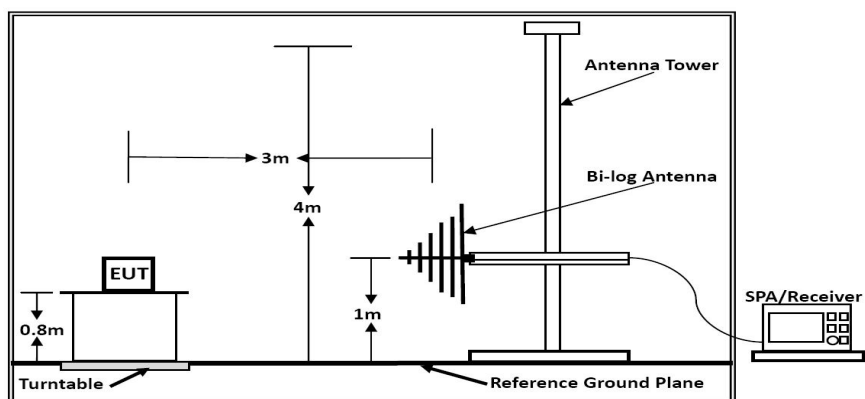 Antenna Tower
3m
Bi-log Antenna
4m
EUT
SPA/Receiver
0.8m
1m
Turntable
Reference Ground Plane